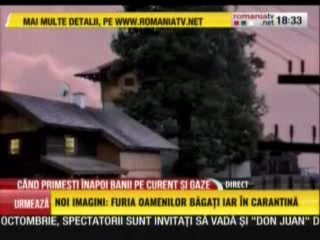 MAI MULTE DETALII, PE WWW.ROMANIATV.NET
romaniatv
.net
18:33
CÂND PRIMEȘTI ÎNAPOI BANII PE CURENT ȘI GAZE
DIRECT
URMEAZĂ
NOI IMAGINI: FURIA OAMENILOR BĂGAȚI IAR ÎN CARANTINĂ
OCTOMBRIE, SPECTATORII SUNT INVITAȚI SĂ VADĂ ȘI "DON JUAN" D